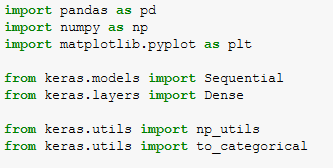 import pandas as pd
import numpy as np
import matplotlib.pyplot as plt
from keras.models import Sequential
from keras.layers import Dense
from keras.utils import np_utils
from keras.utils import to_categorical